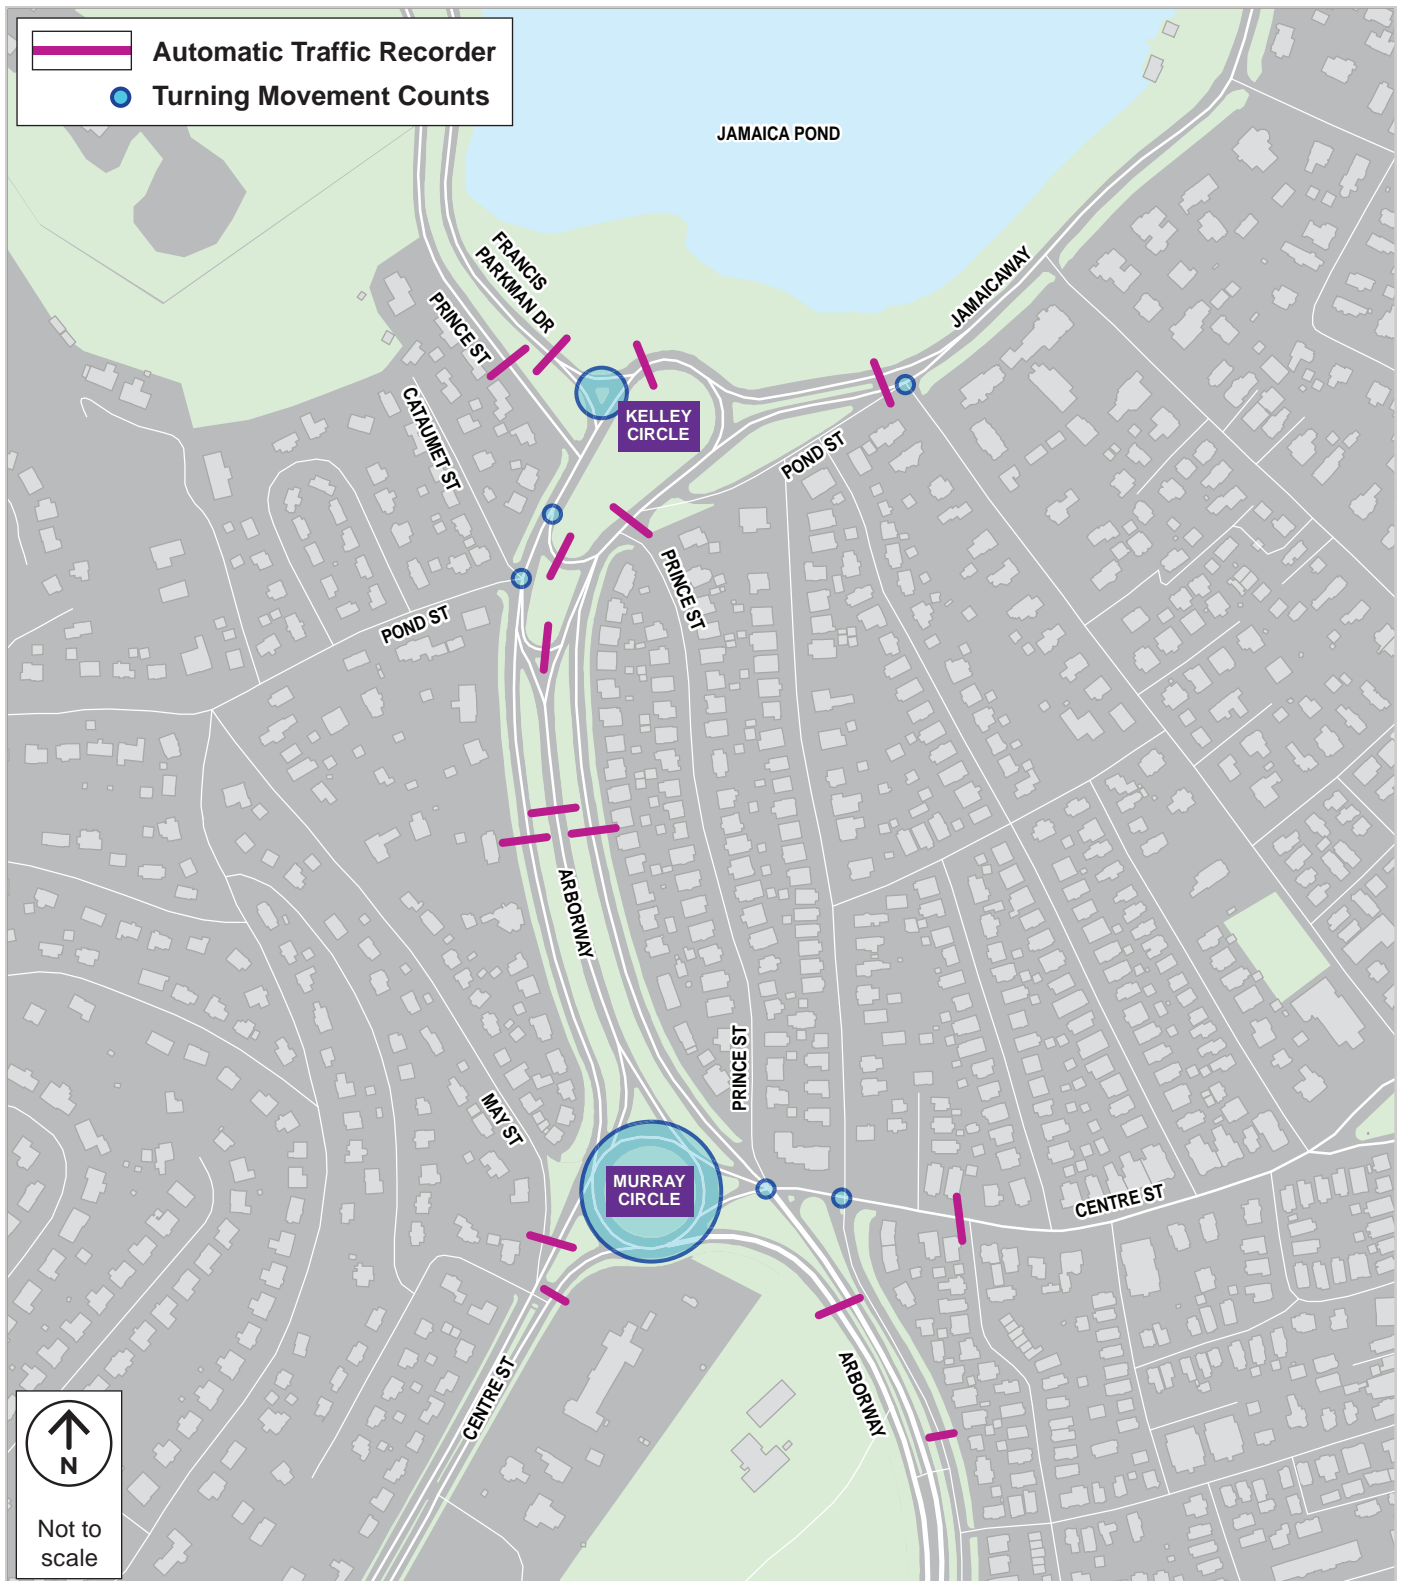 Automatic Traffic Recorder
Turning Movement Counts
JAMAICA POND
FRANCIS
PARKMAN DR
PRINCE ST
JAMAICAWAY
CATAUMET ST
KELLEY
CIRCLE
POND ST
PRINCE ST
POND ST
ARBORWAY
PRINCE ST
MAY ST
MURRAY
CIRCLE
CENTRE ST
CENTRE ST
ARBORWAY
N
Not to
scale